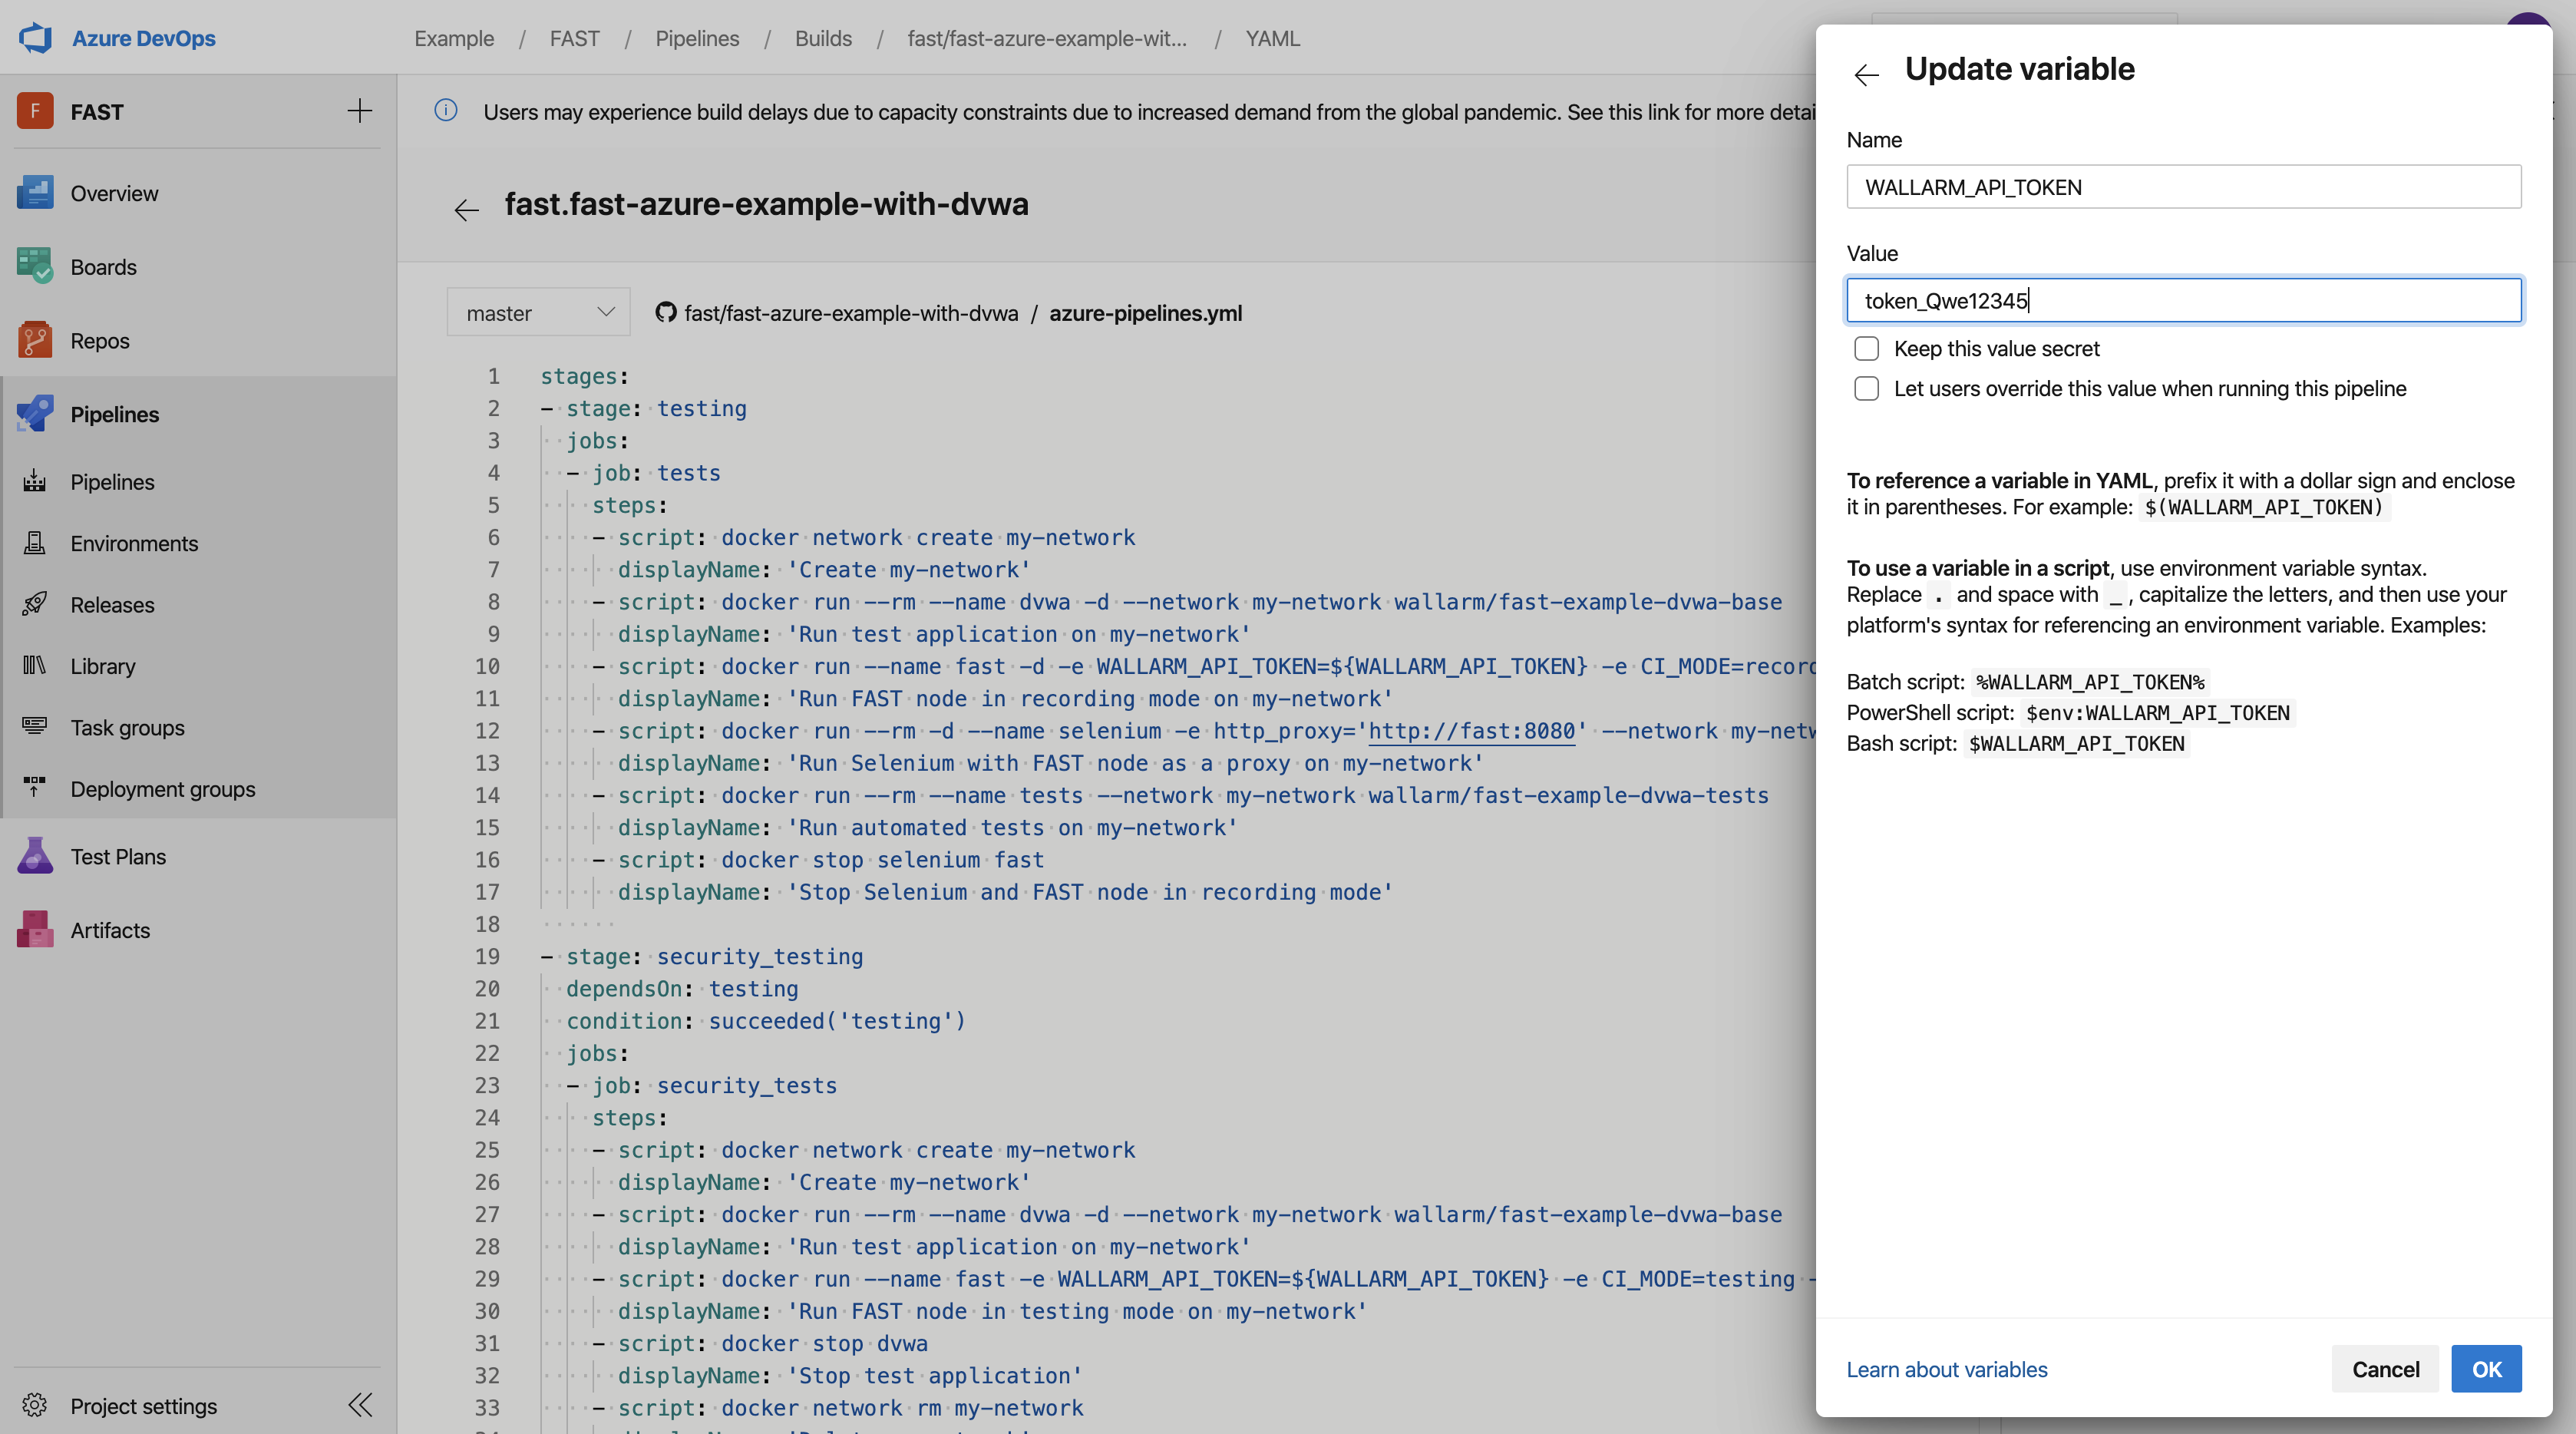 Azure DevOps
Example / FAST / Pipelines / Builds / fast/fast-azure-example-wit... / YAML
F FAST
Overview
Boards
Repos
Pipelines
Pipelines
Environments
Releases
Library
Task groups
Deployment groups
Test Plans
Artifacts
Project settings
Users may experience build delays due to capacity constraints due to increased demand from the global pandemic. See this link for more
fast.fast-azure-example-with-dvwa
master fast/fast-azure-example-with-dvwa / azure-pipelines.yml
1 stages:
2 - stage: testing
3 jobs:
4 - job: tests
5 steps:
6 - script: docker network create my-network
7 displayName: 'Create my-network'
8 - script: docker run --rm --name dvwa -d --network my-network wallarm/fast-example-dvwa-base
9 displayName: 'Run test application on my-network'
10 - script: docker run --name fast -d -e WALLARM_API_TOKEN=${WALLARM_API_TOKEN} -e CI_MODE=recor
11 displayName: 'Run FAST node in recording mode on my-network'
12 - script: docker run --rm -d --name selenium -e http_proxy='http://fast:8080' --network my-netw
13 displayName: 'Run Selenium with FAST node as a proxy on my-network'
14 - script: docker run --rm --name tests --network my-network wallarm/fast-example-dvwa-tests
15 displayName: 'Run automated tests on my-network'
16 - script: docker stop selenium fast
17 displayName: 'Stop Selenium and FAST node in recording mode'
18
19 - stage: security_testing
20 dependsOn: testing
21 condition: succeeded('testing')
22 jobs:
23 - job: security_tests
24 steps:
25 - script: docker network create my-network
26 displayName: 'Create my-network'
27 - script: docker run --rm --name dvwa -d --network my-network wallarm/fast-example-dvwa-base
28 displayName: 'Run test application on my-network'
29 - script: docker run --name fast -e WALLARM_API_TOKEN=${WALLARM_API_TOKEN} -e CI_MODE=testing -
30 displayName: 'Run FAST node in testing mode on my-network'
31 - script: docker stop dvwa
32 displayName: 'Stop test application'
33 - script: docker network rm my-network
Update variable
Name
WALLARM_API_TOKEN
Value
token_Qwe12345
Keep this value secret
Let users override this value when running this pipeline
To reference a variable in YAML, prefix it with a dollar sign and enclose
it in parentheses. For example: $(WALLARM_API_TOKEN)
To use a variable in a script, use environment variable syntax.
Replace . and space with _ , capitalize the letters, and then use your
platform's syntax for referencing an environment variable. Examples:
Batch script: %WALLARM_API_TOKEN%
PowerShell script: $env:WALLARM_API_TOKEN
Bash script: $WALLARM_API_TOKEN
Learn about variables
Cancel
OK